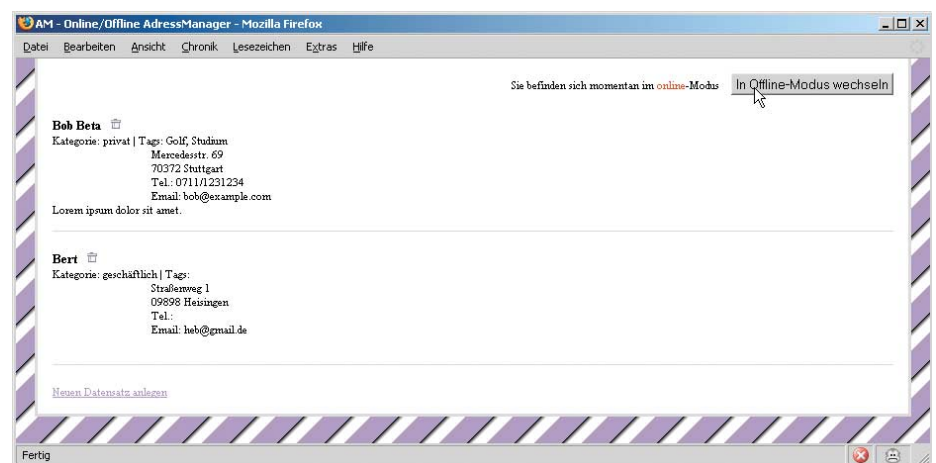 AM - Online/Offline AdressManager - Mozilla Firefox
Datei Bearbeiten Ansicht Chronik Lesezeichen Extras Hilfe
Sie befinden sich momentan im online-Modus In Offline-Modus wechseln
Bob Beta
Kategorie: privat | Tags: Golf, Studium
Mercedesstr. 69
70372 Stuttgart
Tel.: 0711/1231234
Email: bob@example.com
Lorem ipsum dolor sit amet.
Bert
Kategorie: geschäftlich | Tags:
Straßenweg 1
09898 Heisingen
Tel.:
Email: heb@gmail.de
Neuen Datensatz anlegen
Fertig